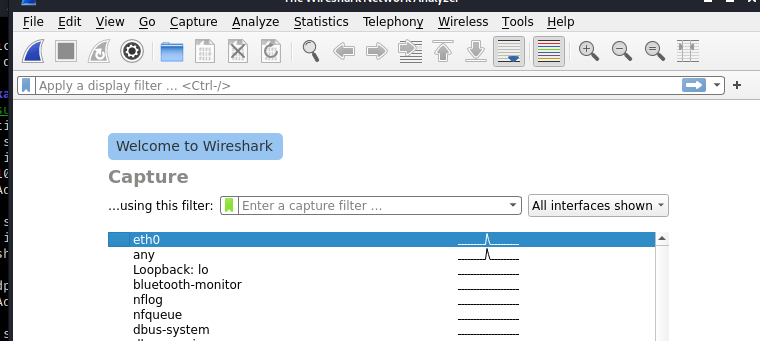 The Wireshark Network Analyzer
File Edit View Go Capture Analyze Statistics Telephony Wireless Tools Help
Apply a display filter … <Ctrl-/>
Welcome to Wireshark
Capture
…using this filter: Enter a capture filter … All interfaces shown
eth0
any
Loopback: lo
bluetooth-monitor
nflog
nfqueue
dbus-system